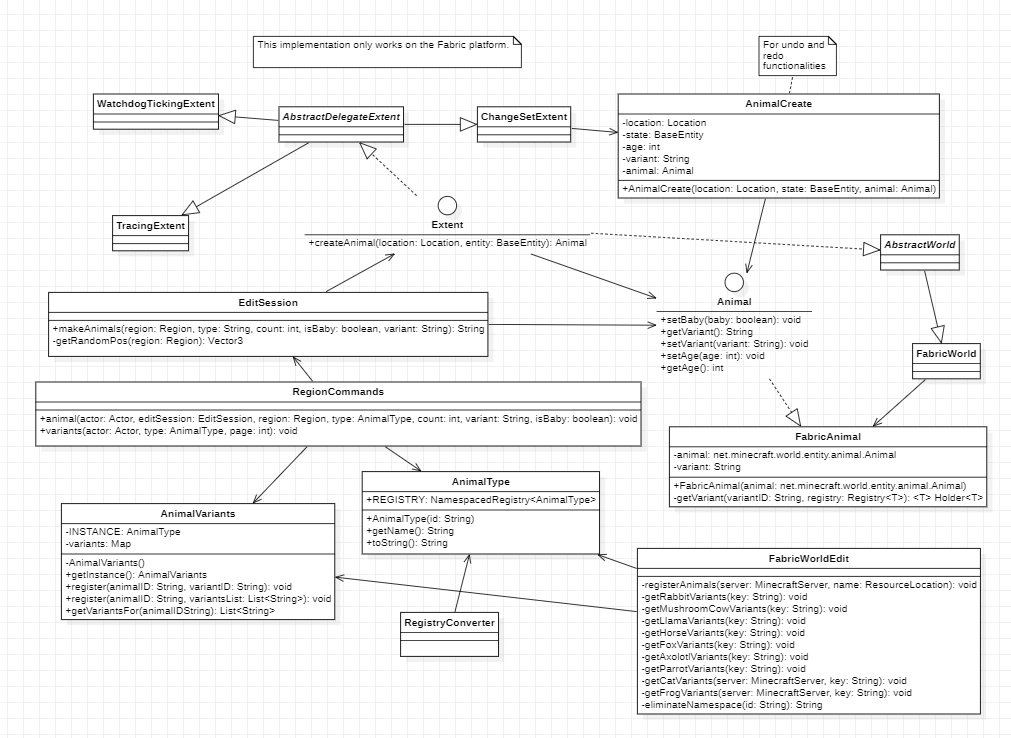 This implementation only works on the Fabric platform.
For undo and
redo
functionalities
WatchdogTickingExtent
AbstractDelegateExtent
ChangeSetExtent
AnimalCreate
-location: Location
-state: BaseEntity
-age: int
-variant: String
-animal: Animal
+AnimalCreate(location: Location, state: BaseEntity, animal: Animal)
TracingExtent
Extent
+createAnimal(location: Location, entity: BaseEntity): Animal
AbstractWorld
Animal
+setBaby(baby: boolean): void
+getVariant(): String
+setVariant(variant: String): void
+setAge(age: int): void
+getAge(): int
EditSession
+makeAnimals(region: Region, type: String, count: int, isBaby: boolean, variant: String): String
-getRandomPos(region: Region): Vector3
FabricWorld
RegionCommands
+animal(actor: Actor, editSession: EditSession, region: Region, type: AnimalType, count: int, variant: String, isBaby: boolean): void
+variants(actor: Actor, type: AnimalType, page: int): void
FabricAnimal
-animal: net.minecraft.world.entity.animal.Animal
-variant: String
+FabricAnimal(animal: net.minecraft.world.entity.animal.Animal)
-getVariant(variantID: String, registry: Registry<T>): <T> Holder<T>
AnimalType
+REGISTRY: NamespacedRegistry<AnimalType>
+AnimalType(id: String)
+getName(): String
+toString(): String
AnimalVariants
-INSTANCE: AnimalType
-variants: Map
-AnimalVariants()
+getInstance(): AnimalVariants
+register(animalID: String, variantID: String): void
+register(animalID: String, variantsList: List<String>): void
+getVariantsFor(animalIDString): List<String>
RegistryConverter
FabricWorldEdit
-registerAnimals(server: MinecraftServer, name: ResourceLocation): void
-getRabbitVariants(key: String): void
-getMushroomCowVariants(key: String): void
-getLlamaVariants(key: String): void
-getHorseVariants(key: String): void
-getFoxVariants(key: String): void
-getAxolotlVariants(key: String): void
-getParrotVariants(key: String): void
-getCatVariants(server: MinecraftServer, key: String): void
-getFrogVariants(server: MinecraftServer, key: String): void
-eliminateNamespace(id: String): String